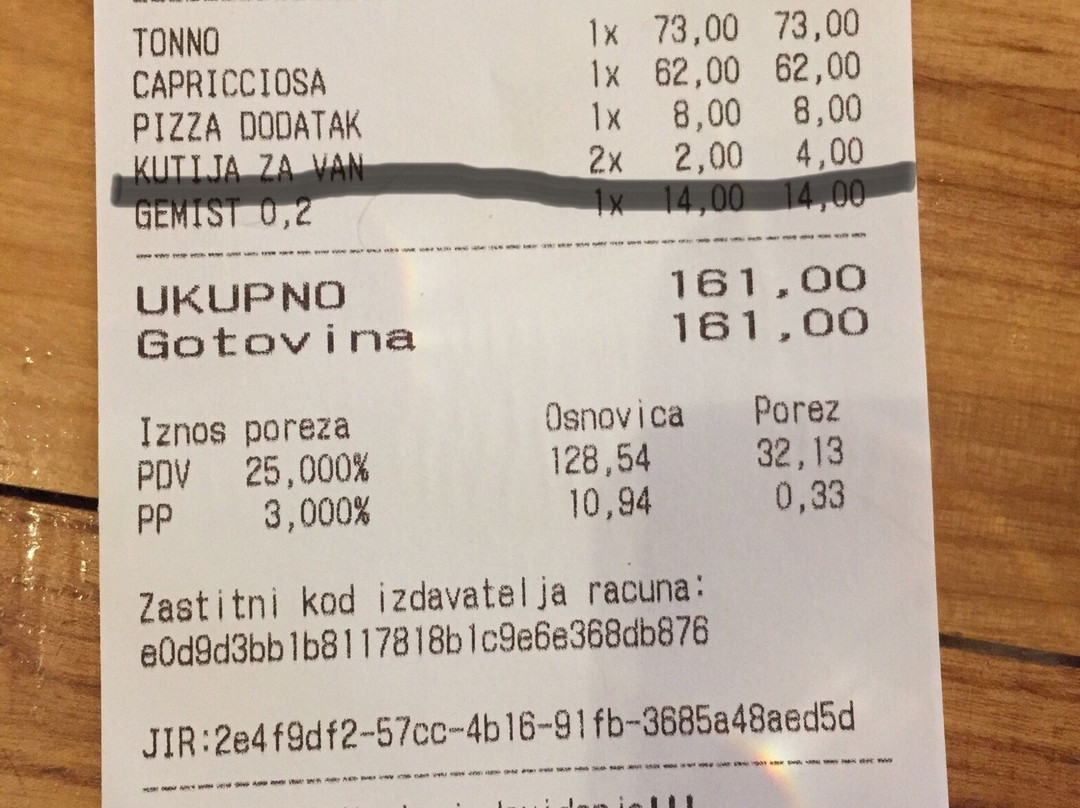 TONNO 1x 73,00 73,00
CAPRICCIOSA 1x 62,00 62,00
PIZZA DODATAK 1x 8,00 8,00
KUTIJA ZA VAN 2x 2,00 4,00
GEMIST 0,2 1x 14,00 14,00
UKUPNO 161,00
Gotovina 161,00
Iznos poreza Osnovica Porez
PDV 25,000% 128,54 32,13
PP 3,000% 10,94 0,33
Zastitni kod izdavatelja racuna:
e0d9d3bb1b8117818b1c9e6e368db876
JIR:2e4f9df2-57cc-4b16-91fb-3685a48aed5d